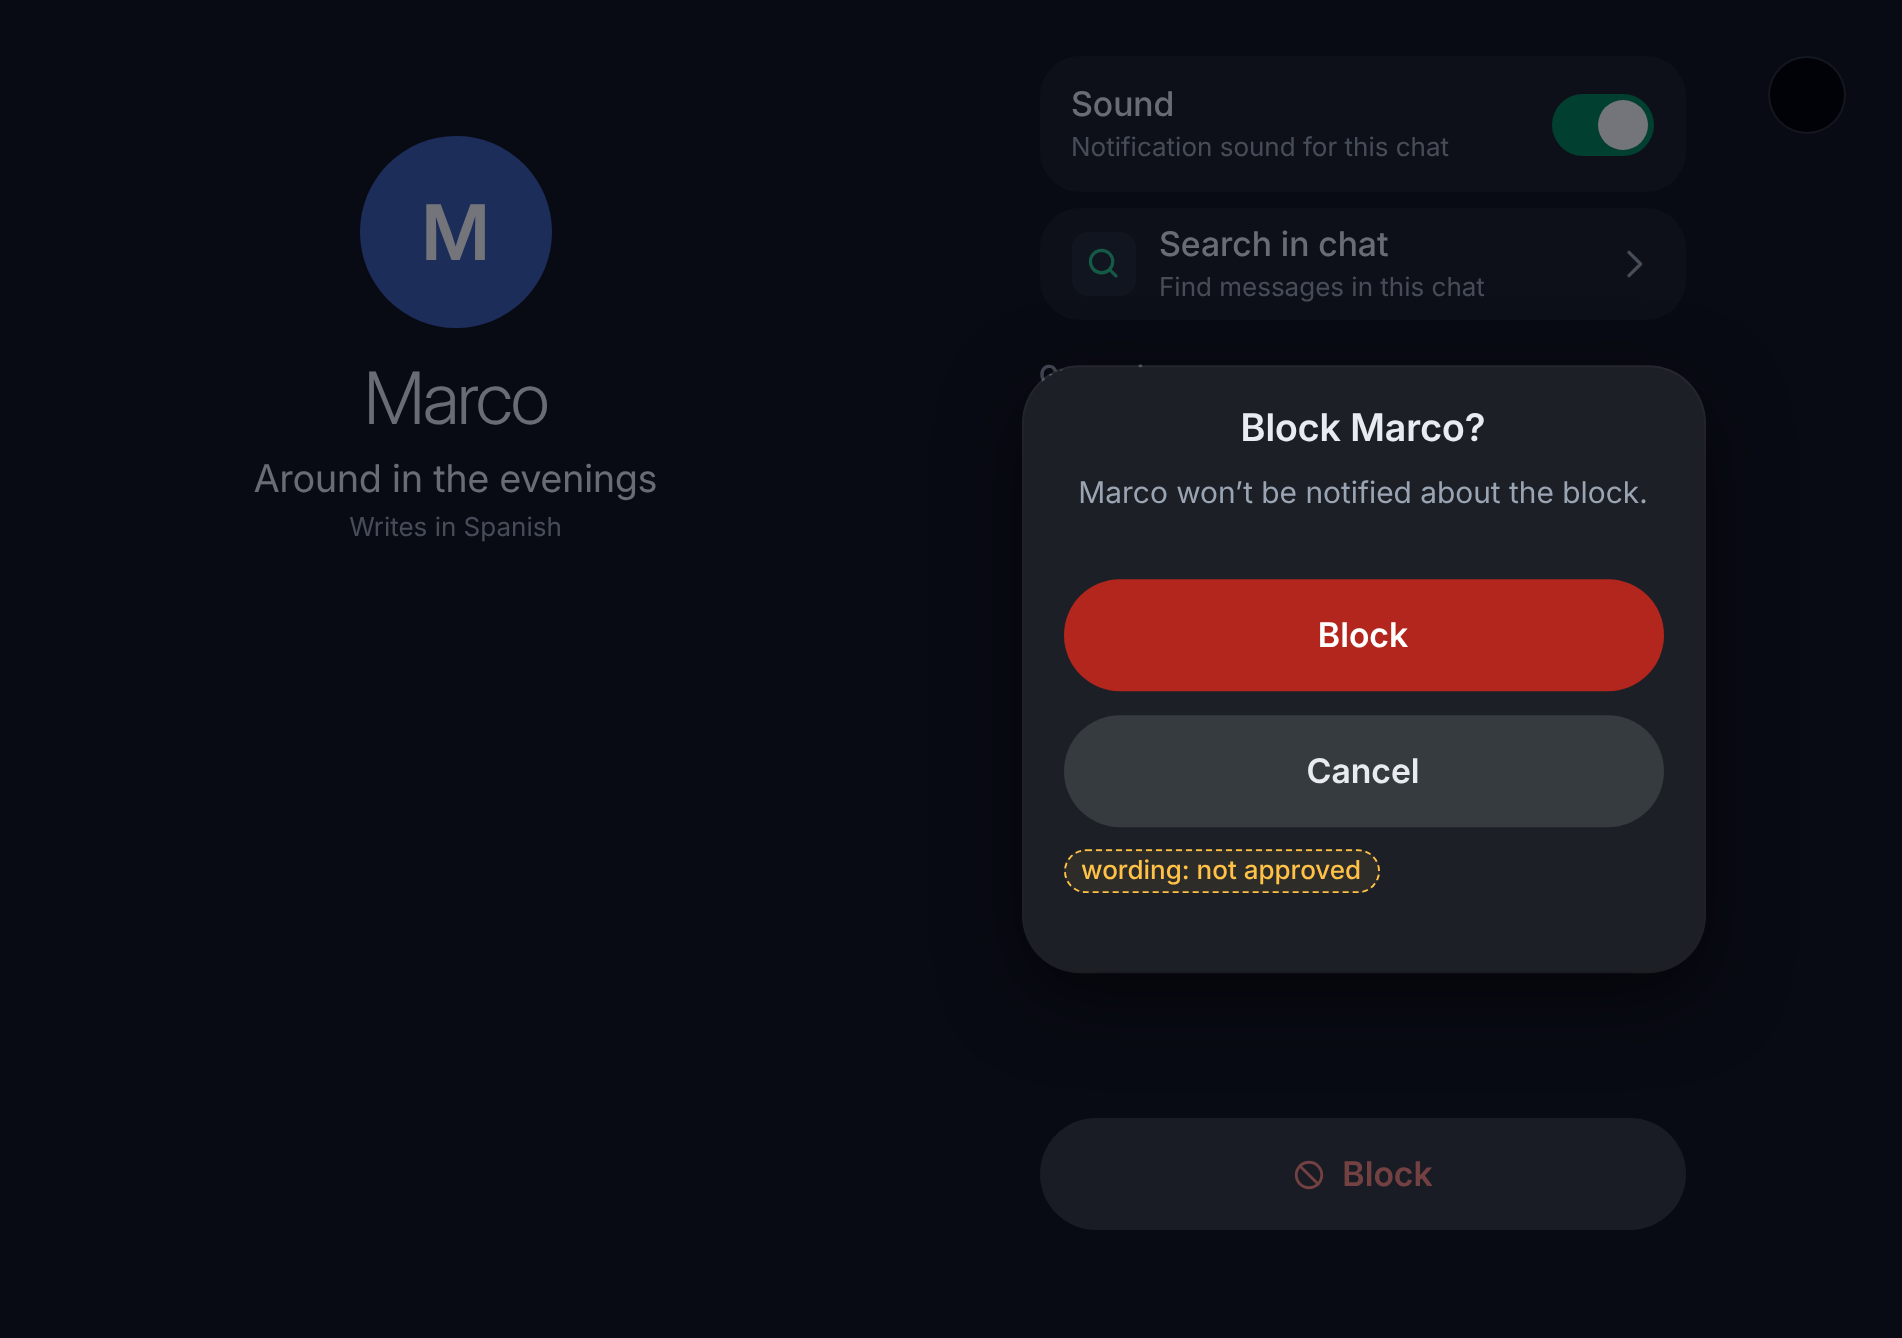 M
Marco
Around in the evenings
Writes in Spanish
Sound
Notification sound for this chat
Search in chat
Find messages in this chat
Block Marco?
Marco won’t be notified about the block.
Block
Cancel
wording: not approved
Block